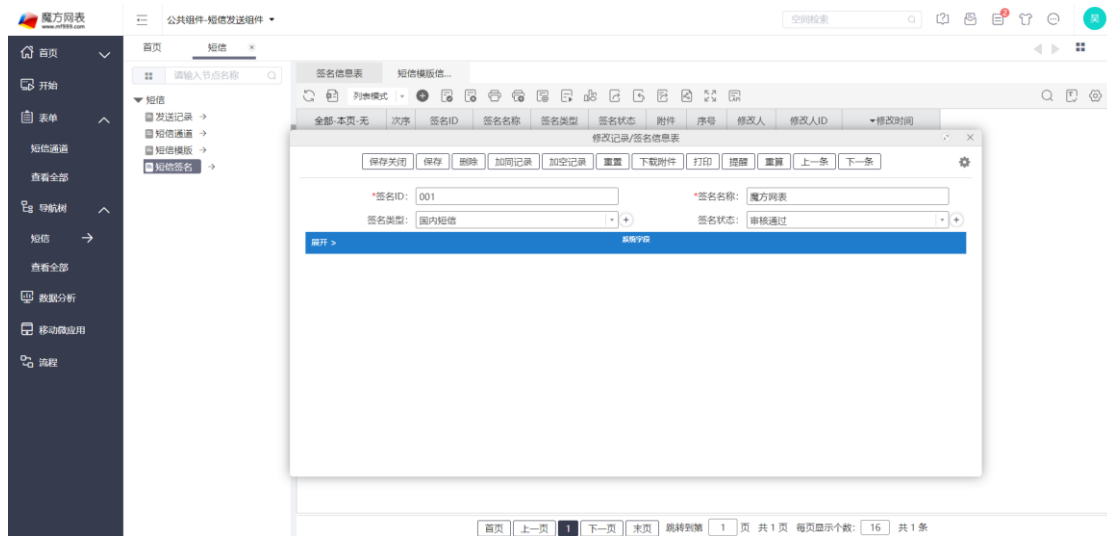 魔方网表
www.mf999.com
公共组件-短信发送组件
空间检索
2
昊
首页
开始
表单
短信通道
查看全部
导航树
短信
查看全部
数据分析
移动微应用
流程
首页 短信 ×
请输入节点名称
短信
发送记录 →
短信通道 →
短信模版 →
短信签名 →
签名信息表 短信模版信...
列表模式
全部-本页-无 次序 签名ID 签名名称 签名类型 签名状态 附件 序号 修改人 修改人ID 修改时间
修改记录/签名信息表
保存关闭 保存 删除 加同记录 加空记录 重置 下载附件 打印 提醒 重算 上一条 下一条
*签名ID: 001 *签名名称: 魔方网表
签名类型: 国内短信 签名状态: 审核通过
展开 > 系统字段
首页 上一页 1 下一页 末页 跳转到第 1 页 共1页 每页显示个数: 16 共1条